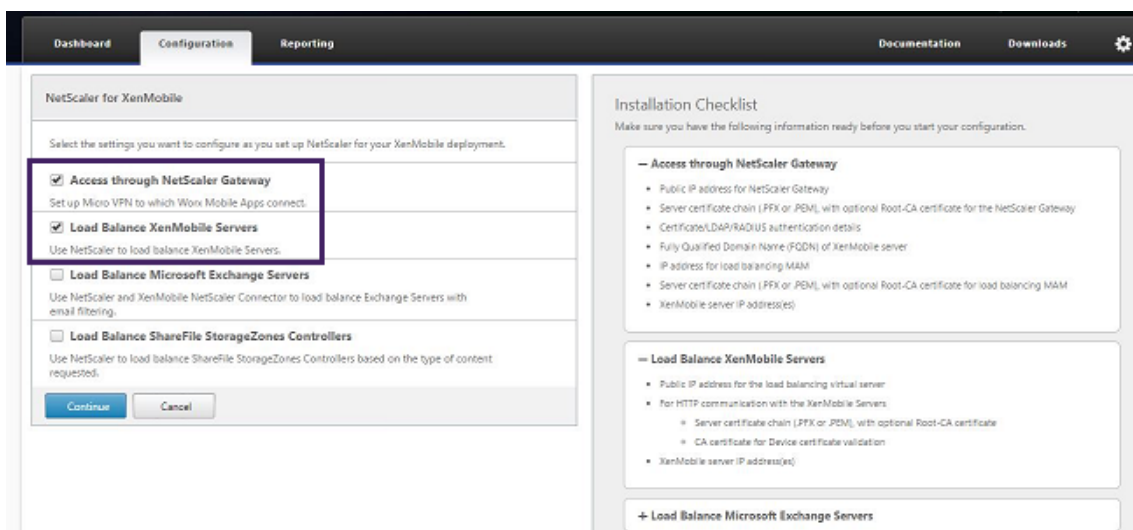 Dashboard Configuration Reporting Documentation Downloads
NetScaler for XenMobile
Select the settings you want to configure as you set up NetScaler for your XenMobile deployment.
Access through NetScaler Gateway
Set up Micro VPN to which Worx Mobile Apps connect.
Load Balance XenMobile Servers
Use NetScaler to load balance XenMobile Servers.
Load Balance Microsoft Exchange Servers
Use NetScaler and XenMobile NetScaler Connector to load balance Exchange Servers with
email filtering.
Load Balance ShareFile StorageZones Controllers
Use NetScaler to load balance ShareFile StorageZones Controllers based on the type of content
requested.
Continue Cancel
Installation Checklist
Make sure you have the following information ready before you start your configuration.
— Access through NetScaler Gateway
• Public IP address for NetScaler Gateway
• Server certificate chain (.PFX or .PEM), with optional Root-CA certificate for the NetScaler Gateway
• Certificate/LDAP/RADIUS authentication details
• Fully Qualified Domain Name (FQDN) of XenMobile server
• IP address for load balancing MAM
• Server certificate chain (.PFX or .PEM), with optional Root-CA certificate for load balancing MAM
• XenMobile server IP address(es)
— Load Balance XenMobile Servers
• Public IP address for the load balancing virtual server
• For HTTP communication with the XenMobile Servers
Server certificate chain (.PFX or .PEM), with optional Root-CA certificate
CA certificate for Device certificate validation
• XenMobile server IP address(es)
+ Load Balance Microsoft Exchange Servers